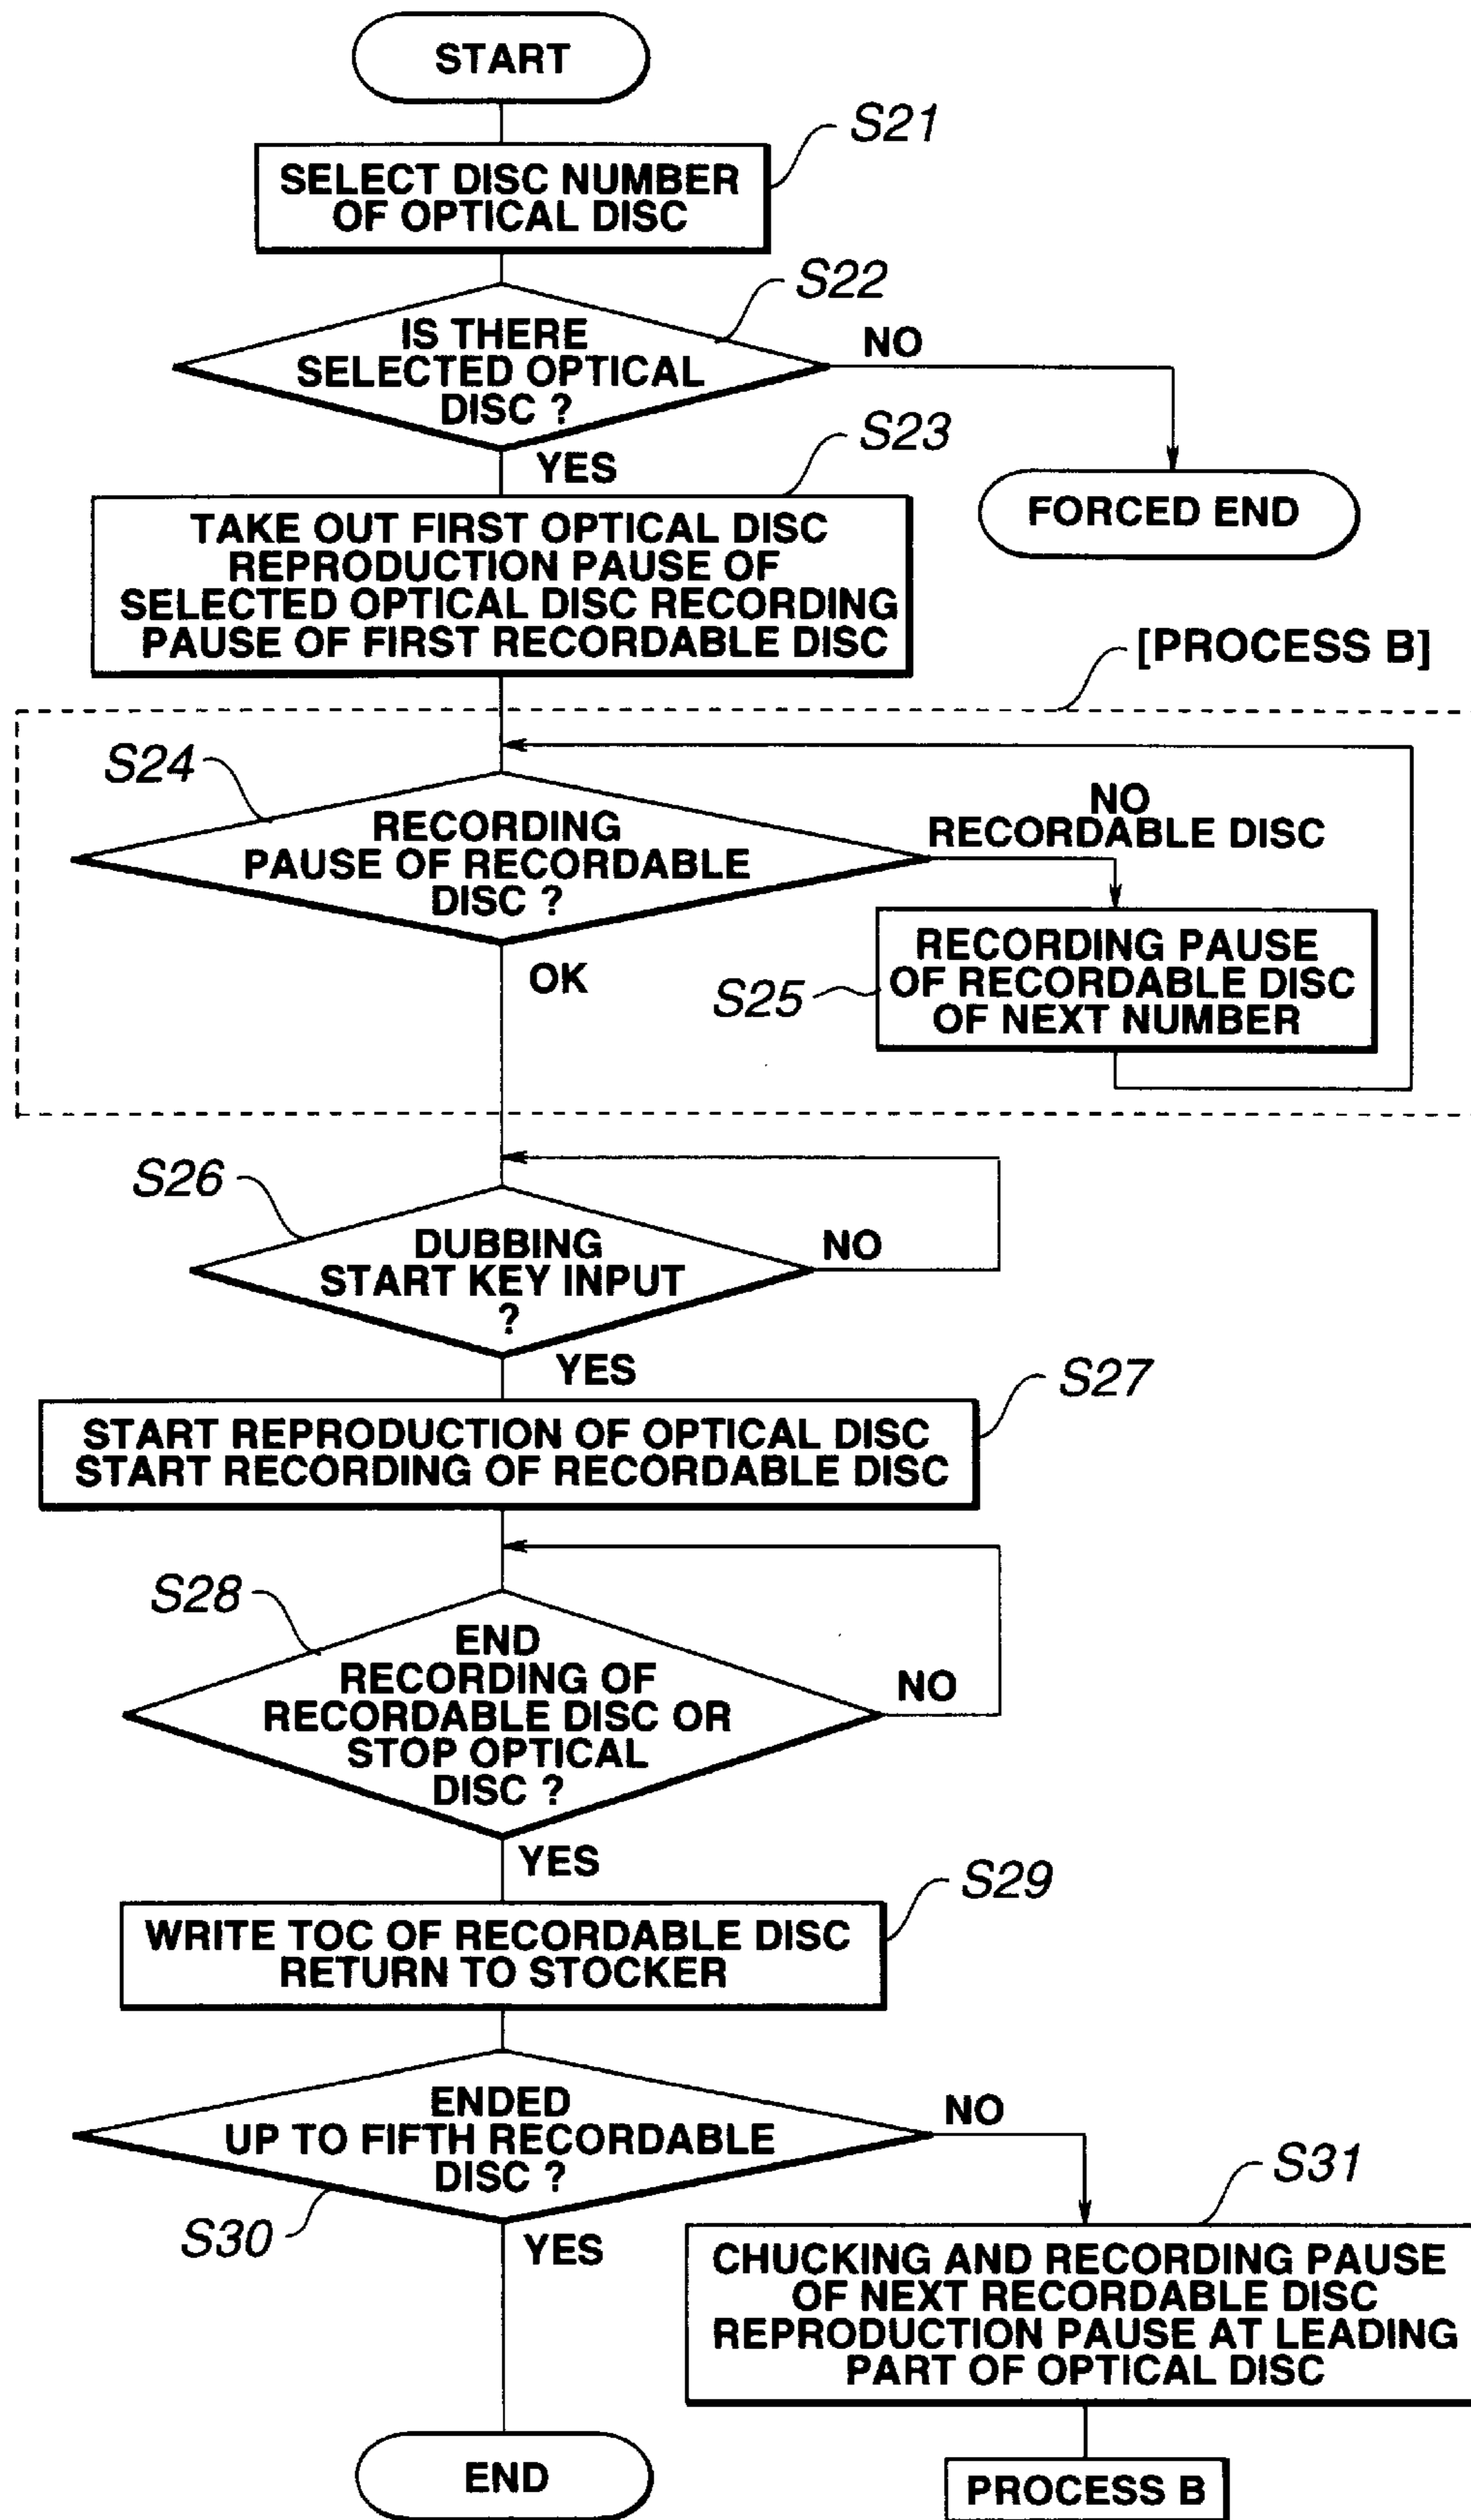 START
S21
SELECT DISC NUMBER
OF OPTICAL DISC
S22
IS THERE
SELECTED OPTICAL
DISC ?
NO
YES
FORCED END
S23
TAKE OUT FIRST OPTICAL DISC
REPRODUCTION PAUSE OF
SELECTED OPTICAL DISC RECORDING
PAUSE OF FIRST RECORDABLE DISC
[PROCESS B]
S24
RECORDING
PAUSE OF RECORDABLE
DISC ?
NO
RECORDABLE DISC
OK
S25
RECORDING PAUSE
OF RECORDABLE DISC
OF NEXT NUMBER
S26
DUBBING
START KEY INPUT
?
NO
YES
S27
START REPRODUCTION OF OPTICAL DISC
START RECORDING OF RECORDABLE DISC
S28
END
RECORDING OF
RECORDABLE DISC OR
STOP OPTICAL
DISC ?
NO
YES
S29
WRITE TOC OF RECORDABLE DISC
RETURN TO STOCKER
ENDED
UP TO FIFTH RECORDABLE
DISC ?
NO
S30
YES
S31
CHUCKING AND RECORDING PAUSE
OF NEXT RECORDABLE DISC
REPRODUCTION PAUSE AT LEADING
PART OF OPTICAL DISC
END
PROCESS B